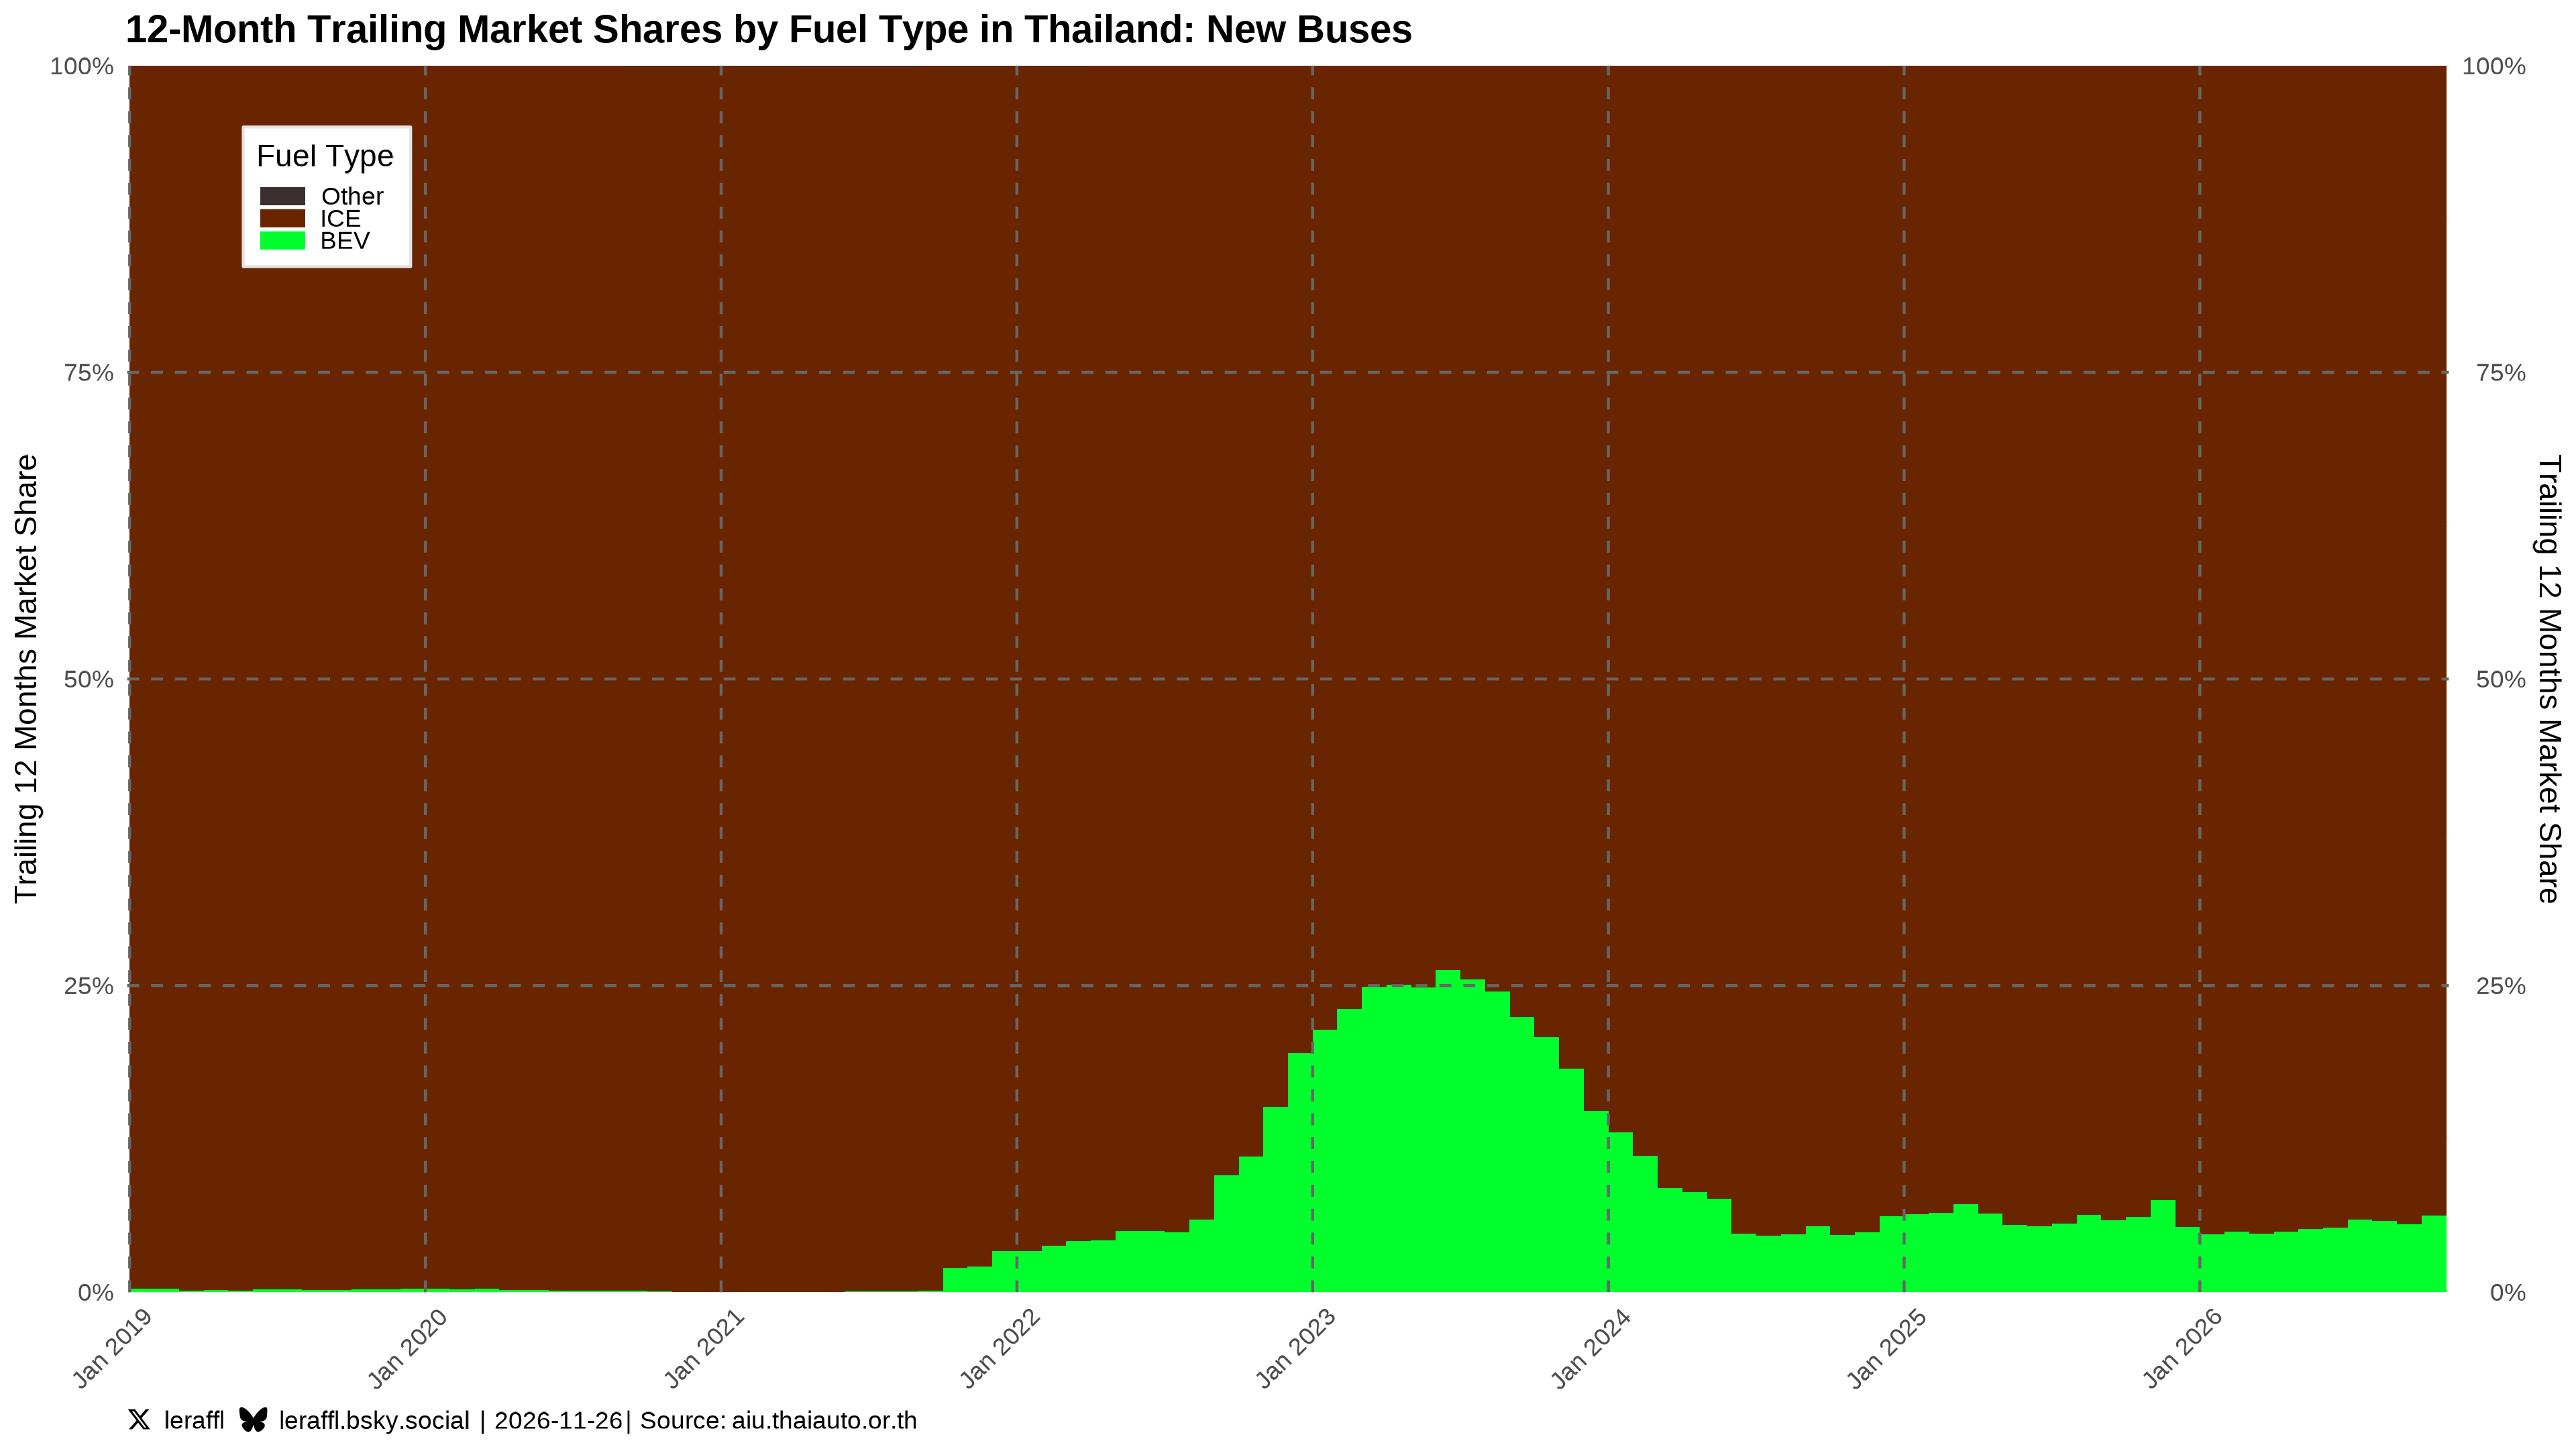 12-Month Trailing Market Shares by Fuel Type in Thailand: New Buses
100%
100%
Fuel Type
Other
ICE
BEV
75%
75%
Trailing 12 Months Market Share
Trailing 12 Months Market Share
50%
50%
25%
25%
0%
0%
Jan 2019
Jan 2020
Jan 2021
Jan 2022
Jan 2023
Jan 2024
Jan 2025
Jan 2026
leraffl leraffl.bsky.social | 2026-11-26| Source: aiu.thaiauto.or.th